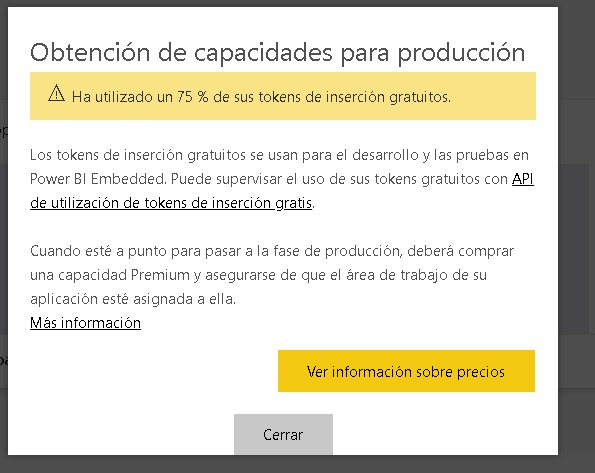 Obtención de capacidades para producción
Ha utilizado un 75 % de sus tokens de inserción gratuitos.
Los tokens de inserción gratuitos se usan para el desarrollo y las pruebas en
Power BI Embedded. Puede supervisar el uso de sus tokens gratuitos con API
de utilización de tokens de inserción gratis.
Cuando esté a punto para pasar a la fase de producción, deberá comprar
una capacidad Premium y asegurarse de que el área de trabajo de su
aplicación esté asignada a ella.
Más información
Ver información sobre precios
Cerrar